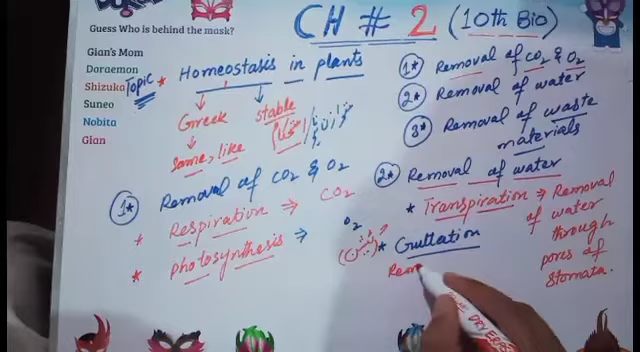 Guess Who is behind the mask?
Gian's Mom
Doraemon
Shizuka
Suneo
Nobita
Gian
CH # 2 (10th Bio)
Topic * Homeostasis in plants
Greek
Same, like
stable
1* Removal of CO2 & O2
* Respiration → CO2
* photosynthesis → O2
1* Removal of CO2 & O2
2* Removal of water
3* Removal of waste
materials
2* Removal of water
* Transpiration → Removal
of water
through
pores of
stomata.
* Guttation
Rem